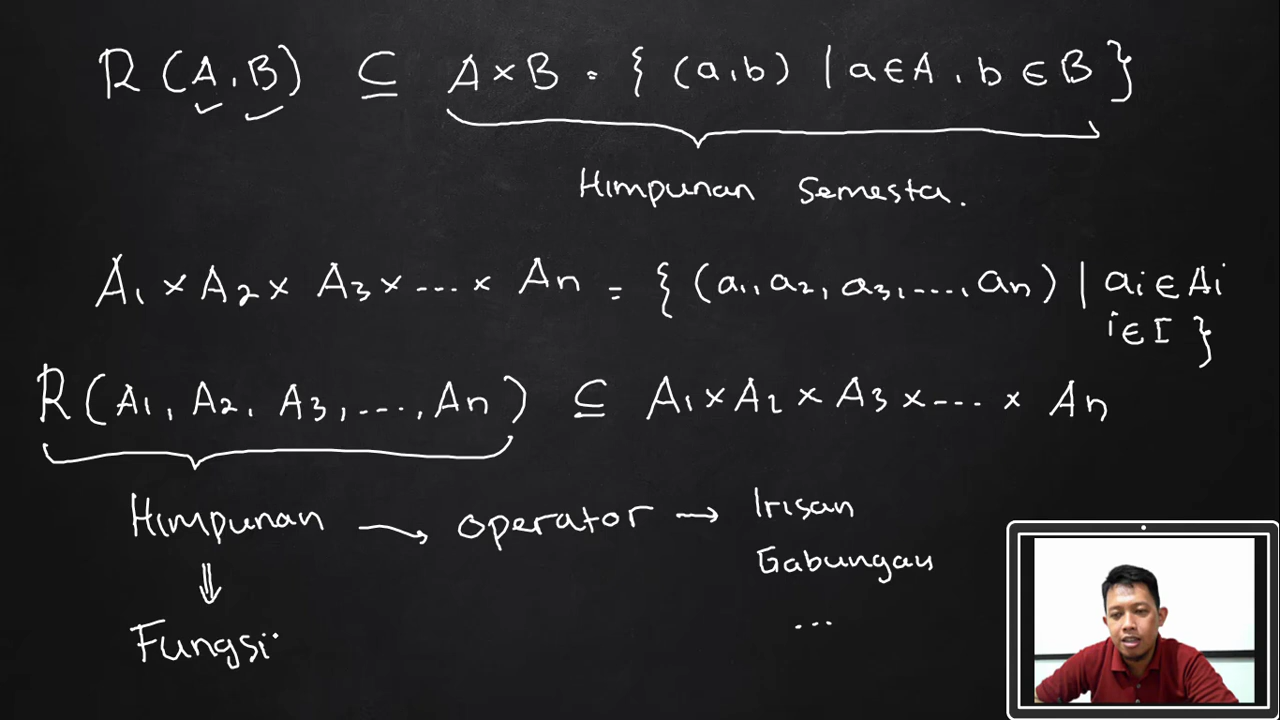 R(A,B) ⊆ A×B = { (a,b) | a∈A, b∈B }
Himpunan Semesta.
A₁ × A₂ × A₃ × ... × An = { (a₁,a₂,a₃,...,an) | ai∈Ai
i∈I }
R(A₁, A₂, A₃, ..., An) ⊆ A₁×A₂×A₃×...×An
Himpunan → operator → Irisan
Gabungan
...
⇓
Fungsi